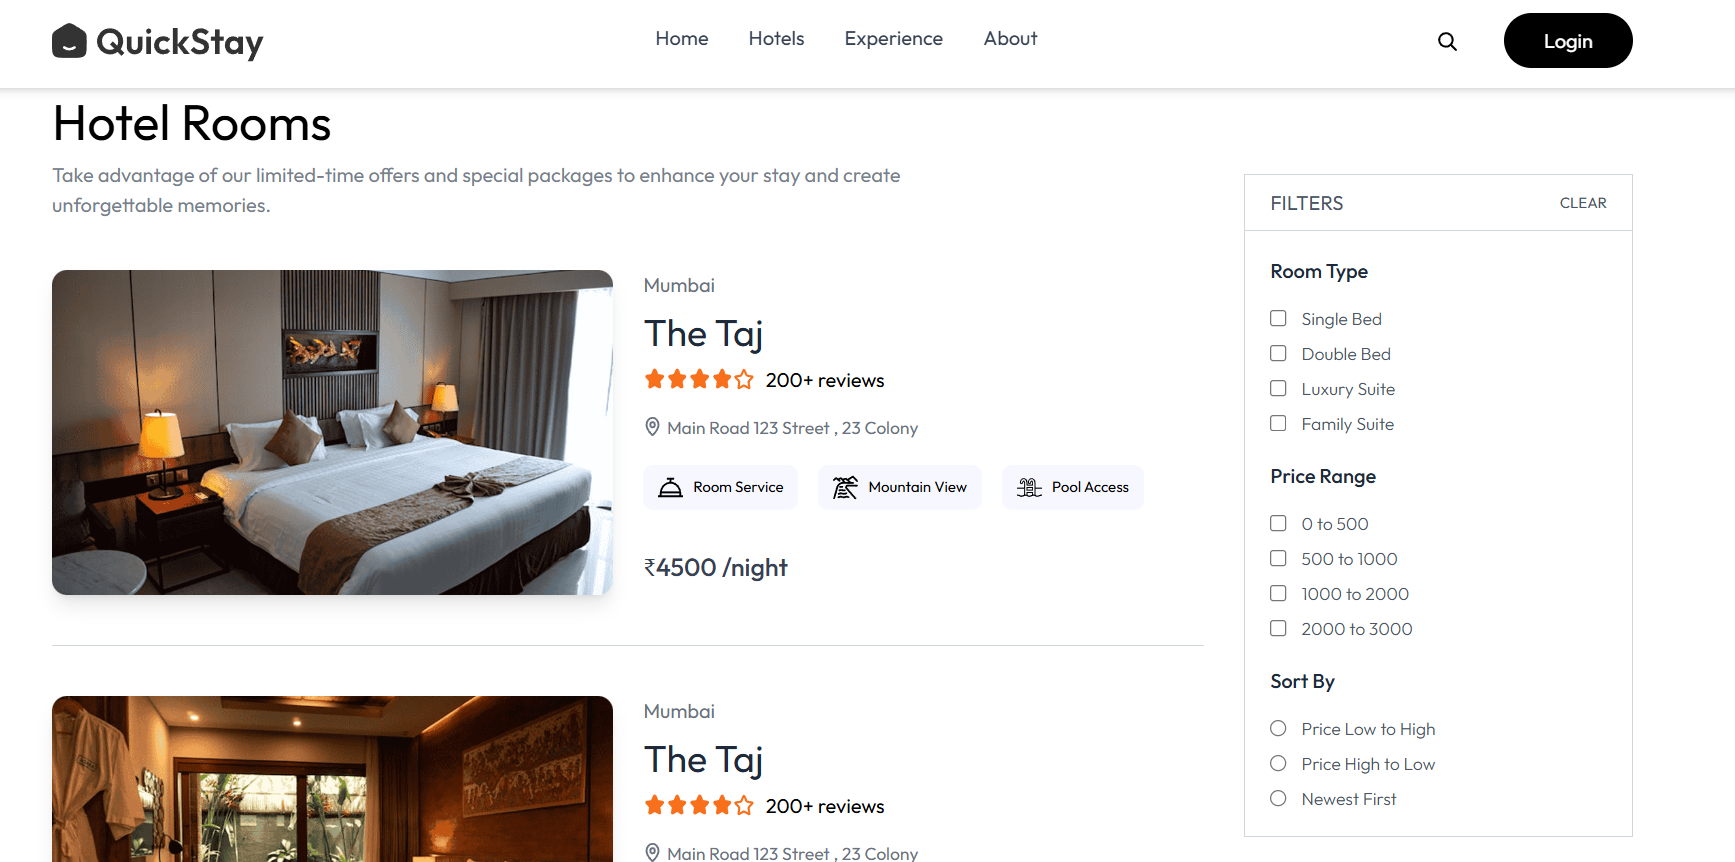 QuickStay
Home
Hotels
Experience
About
Login
Hotel Rooms
Take advantage of our limited-time offers and special packages to enhance your stay and create
unforgettable memories.
Mumbai
The Taj
200+ reviews
Main Road 123 Street , 23 Colony
Room Service
Mountain View
Pool Access
₹4500 /night
Mumbai
The Taj
200+ reviews
Main Road 123 Street , 23 Colony
FILTERS
CLEAR
Room Type
Single Bed
Double Bed
Luxury Suite
Family Suite
Price Range
0 to 500
500 to 1000
1000 to 2000
2000 to 3000
Sort By
Price Low to High
Price High to Low
Newest First